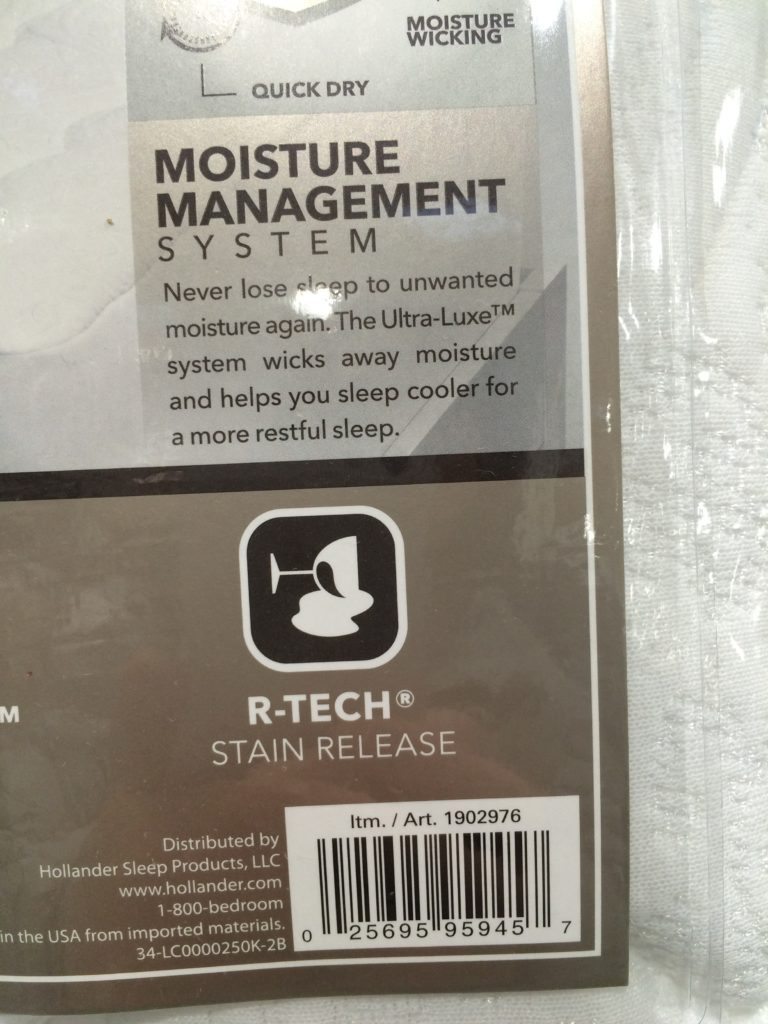 MOISTURE
WICKING
QUICK DRY
MOISTURE
MANAGEMENT
SYSTEM
Never lose sleep to unwanted
moisture again. The Ultra-Luxe™
system wicks away moisture
and helps you sleep cooler for
a more restful sleep.
M
R-TECH®
STAIN RELEASE
Distributed by
Hollander Sleep Products, LLC
www.hollander.com
1-800-bedroom
in the USA from imported materials.
34-LC0000250K-2B
Itm. / Art. 1902976
0 25695 95945 7